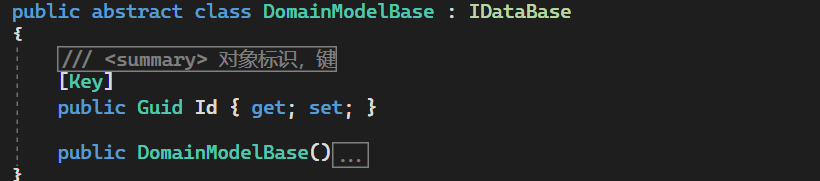 public abstract class DomainModelBase : IDataBase
{
/// <summary> 对象标识，键
[Key]
public Guid Id { get; set; }
public DomainModelBase()...
}